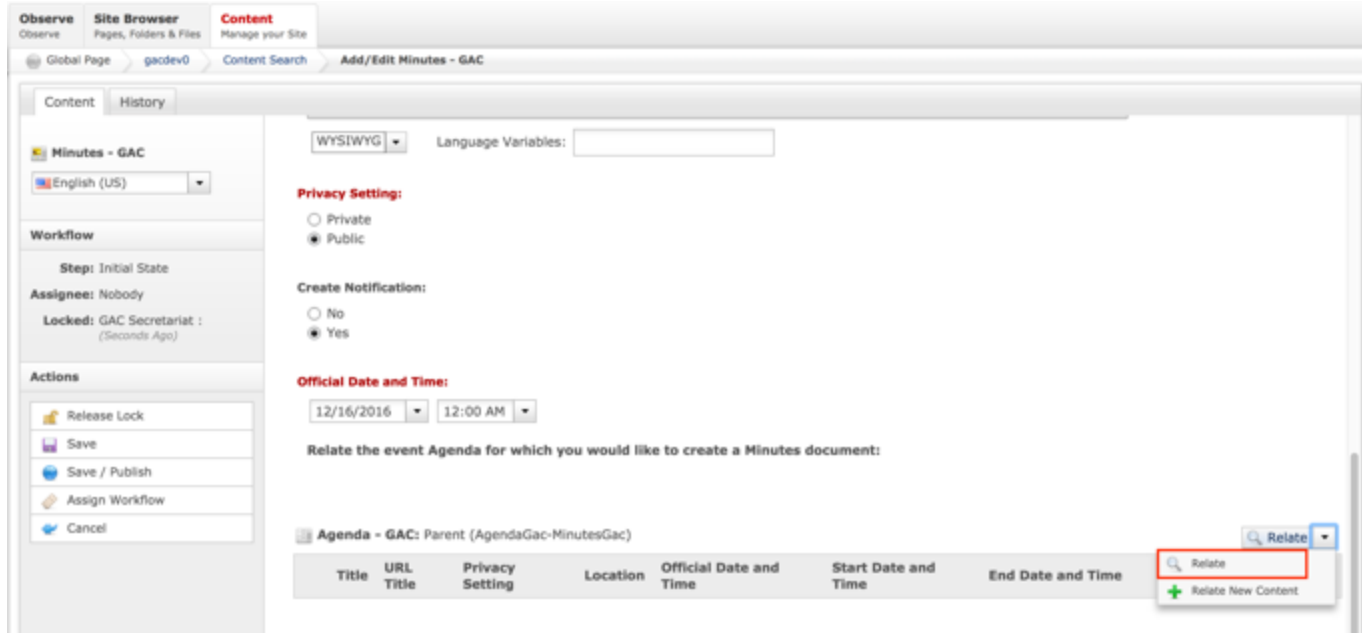 Observe Site Browser Content
Observe Pages, Folders & Files Manage your Site
Global Page gacdev0 Content Search Add/Edit Minutes - GAC
Content History
Minutes - GAC
English (US)
Workflow
Step: Initial State
Assignee: Nobody
Locked: GAC Secretariat :
(Seconds Ago)
Actions
Release Lock
Save
Save / Publish
Assign Workflow
Cancel
WYSIWYG Language Variables:
Privacy Setting:
Private
Public
Create Notification:
No
Yes
Official Date and Time:
12/16/2016 12:00 AM
Relate the event Agenda for which you would like to create a Minutes document:
Agenda - GAC: Parent (AgendaGac-MinutesGac) Relate
Title URL Title Privacy Setting Location Official Date and Time Start Date and Time End Date and Time
Relate
Relate New Content